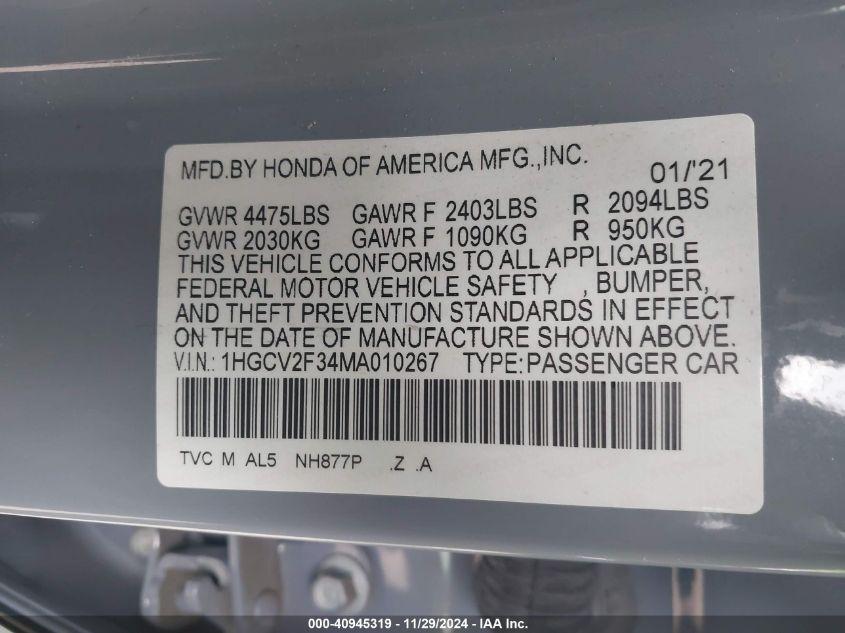 MFD.BY HONDA OF AMERICA MFG.,INC. 01/'21
GVWR 4475LBS GAWR F 2403LBS R 2094LBS
GVWR 2030KG GAWR F 1090KG R 950KG
THIS VEHICLE CONFORMS TO ALL APPLICABLE
FEDERAL MOTOR VEHICLE SAFETY , BUMPER,
AND THEFT PREVENTION STANDARDS IN EFFECT
ON THE DATE OF MANUFACTURE SHOWN ABOVE.
V.I.N.: 1HGCV2F34MA010267 TYPE:PASSENGER CAR
TVC M AL5 NH877P .Z .A
000-40945319 | 11/29/2024 - IAA Inc.